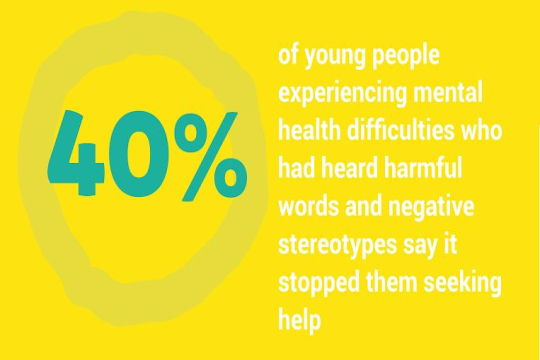 40%
of young people
experiencing mental
health difficulties who
had heard harmful
words and negative
stereotypes say it
stopped them seeking
help